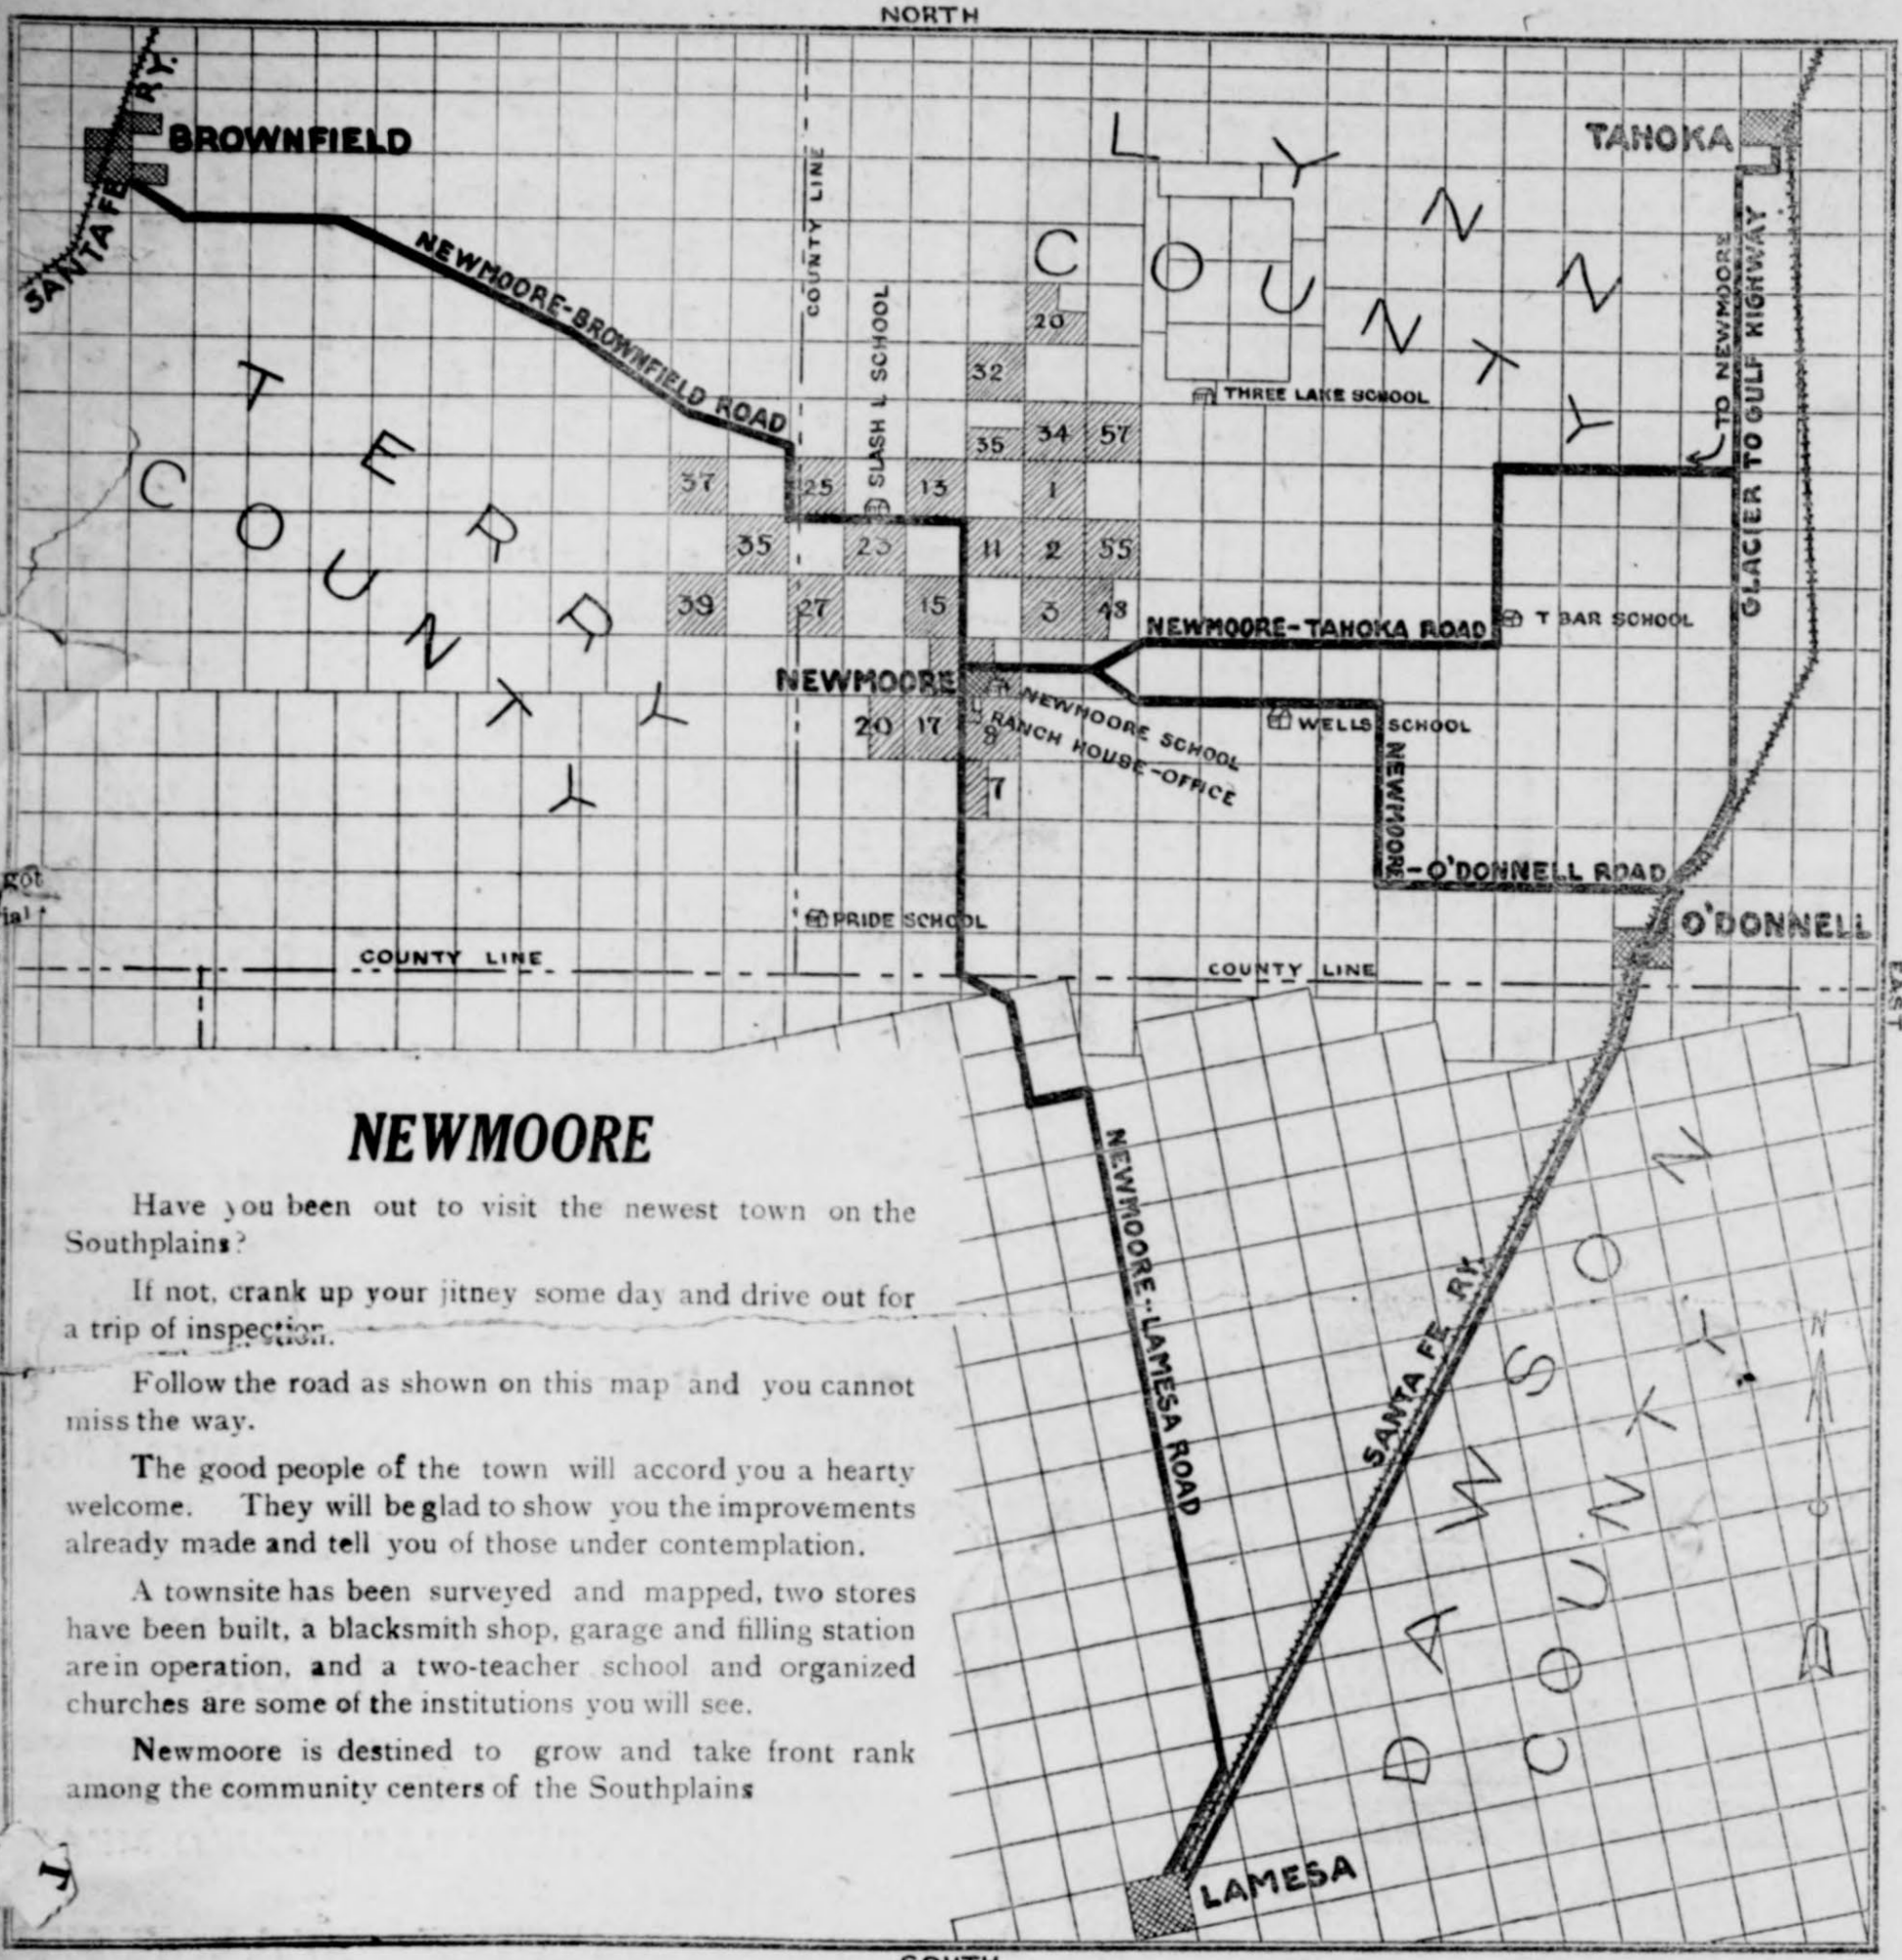 NORTH
SANTA FE RY.
BROWNFIELD
TAHOKA
LYNN
COUNTY
COUNTY LINE
TO NEWMOORE
GLACIER TO GULF HIGHWAY
NEWMOORE-BROWNFIELD ROAD
SLASH L SCHOOL
20
32
THREE LAKE SCHOOL
35
34
57
TERRY
COUNTY
37
25
13
1
35
23
11
2
55
39
27
15
3
48
NEWMOORE-TAHOKA ROAD
T BAR SCHOOL
NEWMOORE
NEWMOORE SCHOOL
RANCH HOUSE-OFFICE
WELLS SCHOOL
20
17
8
7
NEWMOORE-O'DONNELL ROAD
got
ial
PRIDE SCHOOL
O'DONNELL
COUNTY LINE
COUNTY LINE
EAST
NEWMOORE
Have you been out to visit the newest town on the
Southplains?
If not, crank up your jitney some day and drive out for
a trip of inspection.
Follow the road as shown on this map and you cannot
miss the way.
The good people of the town will accord you a hearty
welcome. They will be glad to show you the improvements
already made and tell you of those under contemplation.
A townsite has been surveyed and mapped, two stores
have been built, a blacksmith shop, garage and filling station
are in operation, and a two-teacher school and organized
churches are some of the institutions you will see.
Newmoore is destined to grow and take front rank
among the community centers of the Southplains
NEWMOORE--LAMESA ROAD
SANTA FE RY.
DAWSON
COUNTY
N
LAMESA
T
SOUTH